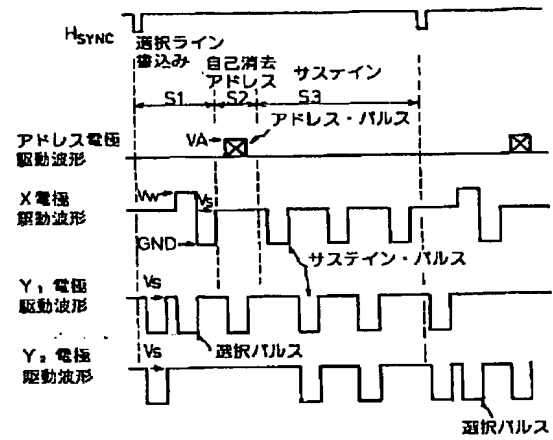 HSYNC
選択ライン
書込み
自己消去
アドレス
サステイン
S1
S2
S3
アドレス・パルス
アドレス電極
駆動波形
VA
X電極
駆動波形
Vw
Vs
GND
サステイン・パルス
Y₁電極
駆動波形
Vs
選択パルス
Y₂電極
駆動波形
Vs
選択パルス